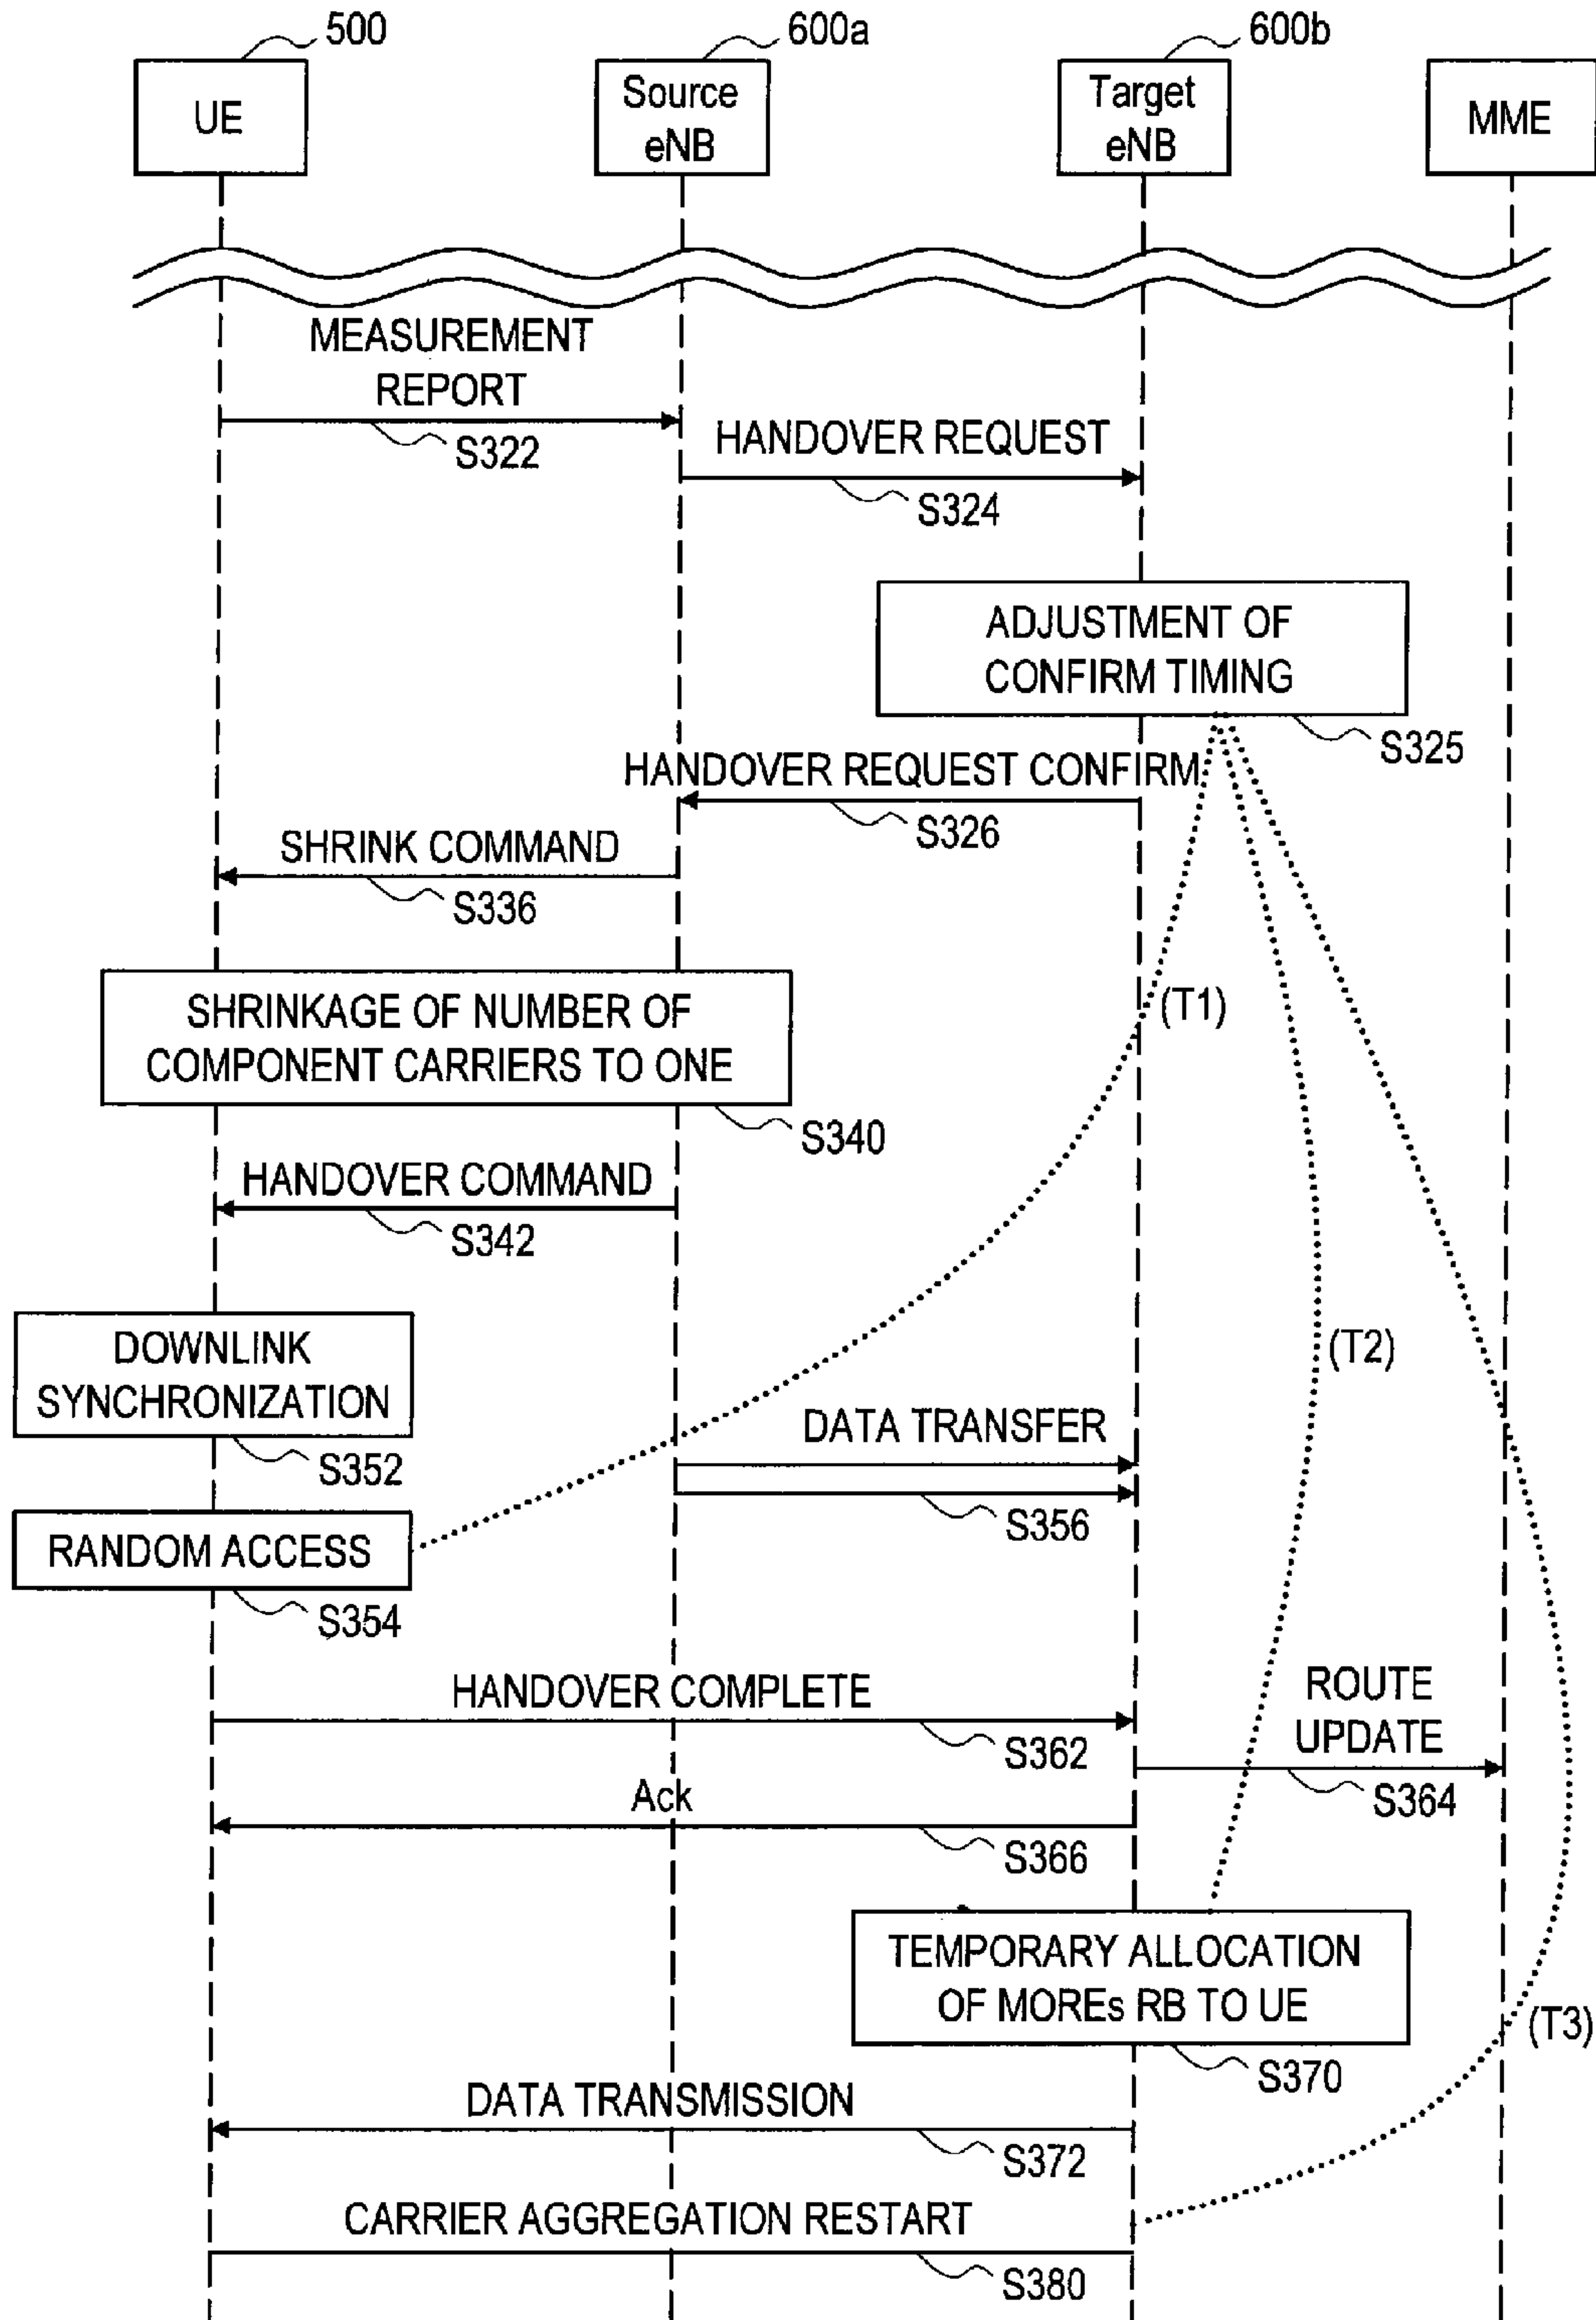 500
600a
600b
UE
Source
eNB
Target
eNB
MME
MEASUREMENT
REPORT
S322
HANDOVER REQUEST
S324
ADJUSTMENT OF
CONFIRM TIMING
S325
HANDOVER REQUEST CONFIRM
S326
SHRINK COMMAND
S336
SHRINKAGE OF NUMBER OF
COMPONENT CARRIERS TO ONE
S340
(T1)
HANDOVER COMMAND
S342
DOWNLINK
SYNCHRONIZATION
S352
(T2)
DATA TRANSFER
S356
RANDOM ACCESS
S354
HANDOVER COMPLETE
S362
ROUTE
UPDATE
S364
Ack
S366
TEMPORARY ALLOCATION
OF MOREs RB TO UE
S370
(T3)
DATA TRANSMISSION
S372
CARRIER AGGREGATION RESTART
S380